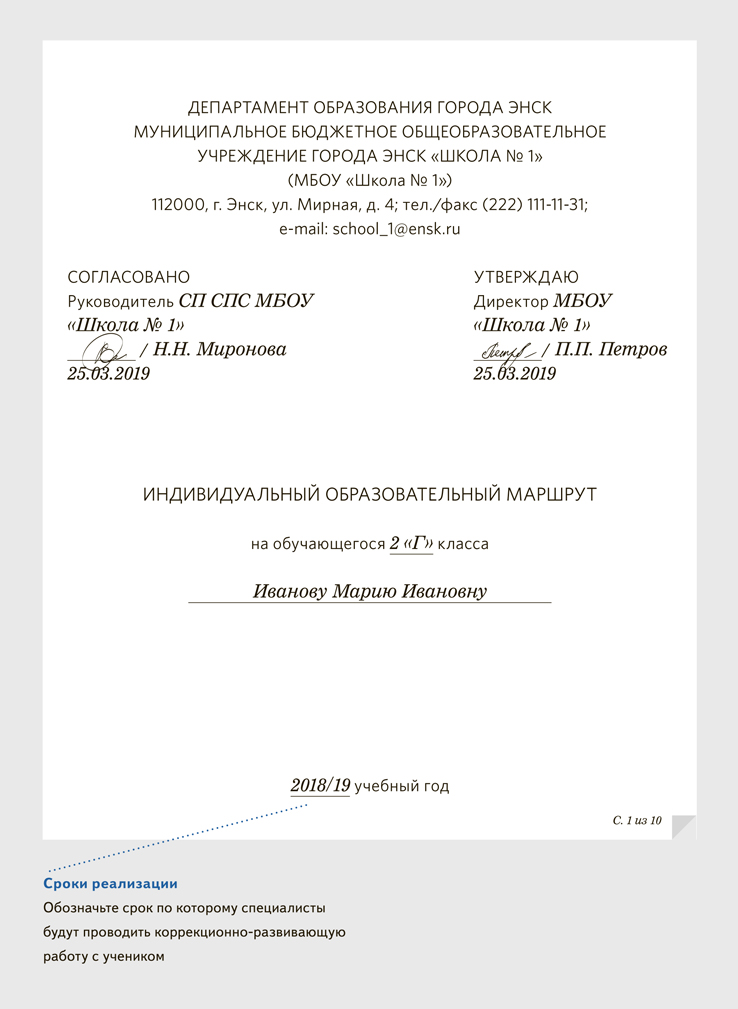 ДЕПАРТАМЕНТ ОБРАЗОВАНИЯ ГОРОДА ЭНСК
МУНИЦИПАЛЬНОЕ БЮДЖЕТНОЕ ОБЩЕОБРАЗОВАТЕЛЬНОЕ
УЧРЕЖДЕНИЕ ГОРОДА ЭНСК «ШКОЛА № 1»
(МБОУ «Школа № 1»)
112000, г. Энск, ул. Мирная, д. 4; тел./факс (222) 111-11-31;
e-mail: school_1@ensk.ru
СОГЛАСОВАНО
Руководитель СП СПС МБОУ
«Школа № 1»
/ Н.Н. Миронова
25.03.2019
УТВЕРЖДАЮ
Директор МБОУ
«Школа № 1»
/ П.П. Петров
25.03.2019
ИНДИВИДУАЛЬНЫЙ ОБРАЗОВАТЕЛЬНЫЙ МАРШРУТ
на обучающегося 2 «Г» класса
Иванову Марию Ивановну
2018/19 учебный год
С. 1 из 10
Сроки реализации
Обозначьте срок по которому специалисты
будут проводить коррекционно-развивающую
работу с учеником